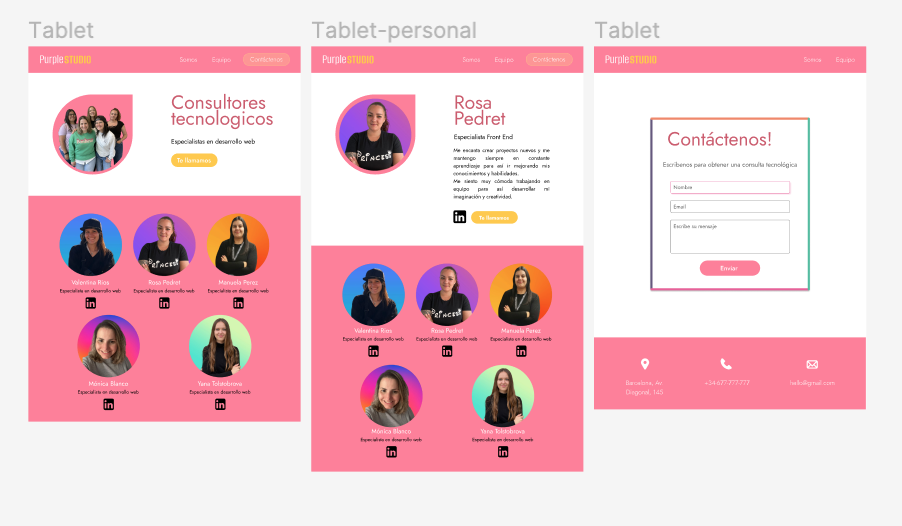 Tablet
PurpleSTUDIO
Somos Equipo Contáctenos
Consultores
tecnologicos
Especialistas en desarrollo web
Te llamamos
Valentina Rios
Especialista en desarrollo web
Rosa Pedret
Especialista en desarrollo web
Manuela Perez
Especialista en desarrollo web
Mónica Blanco
Especialista en desarrollo web
Yana Tolstobrova
Especialista en desarrollo web
Tablet-personal
PurpleSTUDIO
Somos Equipo Contáctenos
Rosa
Pedret
Especialista Front End
Me encanta crear proyectos nuevos y me
mantengo siempre en constante
aprendizaje para así ir mejorando mis
conocimientos y habilidades.
Me siento muy cómoda trabajando en
equipo para así desarrollar mi
imaginación y creatividad.
Te llamamos
Valentina Rios
Especialista en desarrollo web
Rosa Pedret
Especialista en desarrollo web
Manuela Perez
Especialista en desarrollo web
Mónica Blanco
Especialista en desarrollo web
Yana Tolstobrova
Especialista en desarrollo web
Tablet
PurpleSTUDIO
Somos Equipo
Contáctenos!
Escríbenos para obtener una consulta tecnológica
Nombre
Email
Escribe su mensaje
Enviar
Barcelona, Av
Diagonal, 145
+34-677-777-777
hello@gmail.com